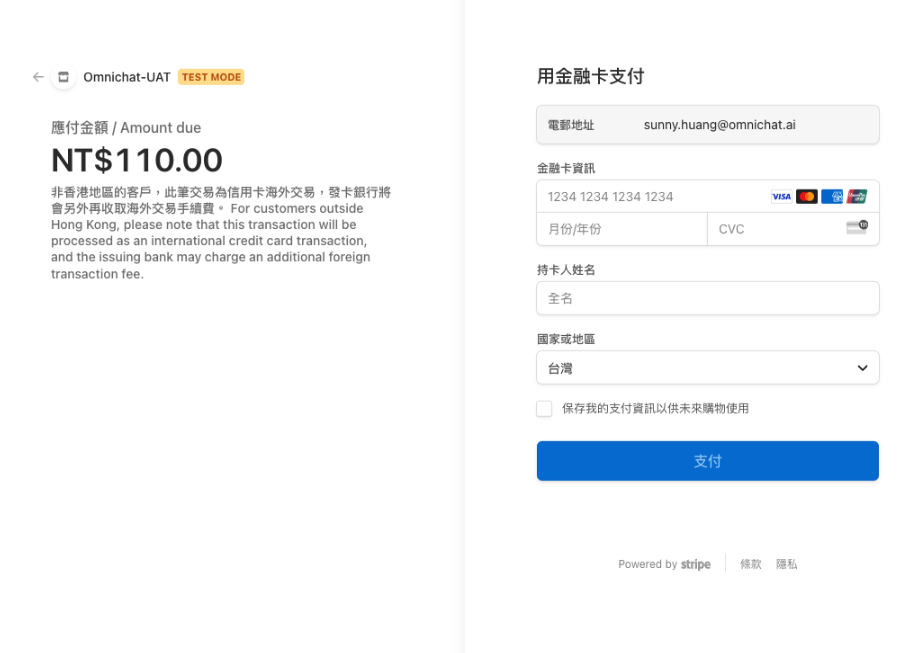 Omnichat-UAT TEST MODE
應付金額 / Amount due
NT$110.00
非香港地區的客戶，此筆交易為信用卡海外交易，發卡銀行將
會另外再收取海外交易手續費。 For customers outside
Hong Kong, please note that this transaction will be
processed as an international credit card transaction,
and the issuing bank may charge an additional foreign
transaction fee.
用金融卡支付
電郵地址 sunny.huang@omnichat.ai
金融卡資訊
1234 1234 1234 1234 VISA
月份/年份 CVC
持卡人姓名
全名
國家或地區
台灣
保存我的支付資訊以供未來購物使用
支付
Powered by stripe 條款 隱私